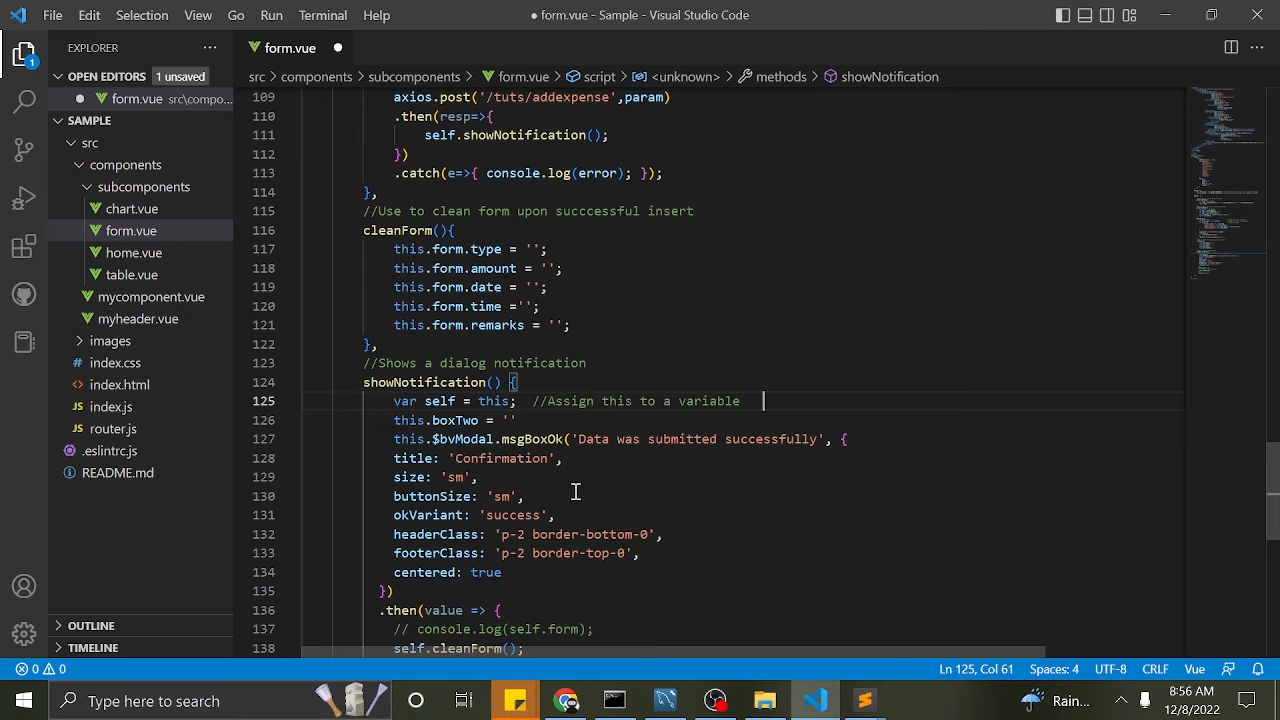 File Edit Selection View Go Run Terminal Help ● form.vue - Sample - Visual Studio Code
EXPLORER ···
form.vue ●
OPEN EDITORS 1 unsaved
src > components > subcomponents > form.vue > script > <unknown> > methods > showNotification
● form.vue src\compo...
SAMPLE
src
components
subcomponents
chart.vue
form.vue
home.vue
table.vue
mycomponent.vue
myheader.vue
images
index.css
index.html
index.js
router.js
.eslintrc.js
README.md
OUTLINE
TIMELINE
1
109 axios.post('/tuts/addexpense',param)
110 .then(resp=>{
111 self.showNotification();
112 })
113 .catch(e=>{ console.log(error); });
114 },
115 //Use to clean form upon succcessful insert
116 cleanForm(){
117 this.form.type = '';
118 this.form.amount = '';
119 this.form.date = '';
120 this.form.time ='';
121 this.form.remarks = '';
122 },
123 //Shows a dialog notification
124 showNotification() {
125 var self = this;  //Assign this to a variable
126 this.boxTwo = ''
127 this.$bvModal.msgBoxOk('Data was submitted successfully', {
128 title: 'Confirmation',
129 size: 'sm',
130 buttonSize: 'sm',
131 okVariant: 'success',
132 headerClass: 'p-2 border-bottom-0',
133 footerClass: 'p-2 border-top-0',
134 centered: true
135 })
136 .then(value => {
137 // console.log(self.form);
138 self.cleanForm();
0 0 Ln 125, Col 61 Spaces: 4 UTF-8 CRLF Vue
Type here to search Rain... 8:56 AM
12/8/2022